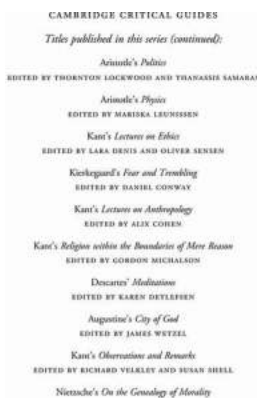 CAMBRIDGE CRITICAL GUIDES
Titles published in this series (continued):
Aristotle's Politics
EDITED BY THORNTON LOCKWOOD AND THANASSIS SAMARAS
Aristotle's Physics
EDITED BY MARISKA LEUNISSEN
Kant's Lectures on Ethics
EDITED BY LARA DENIS AND OLIVER SENSEN
Kierkegaard's Fear and Trembling
EDITED BY DANIEL CONWAY
Kant's Lectures on Anthropology
EDITED BY ALIX COHEN
Kant's Religion within the Boundaries of Mere Reason
EDITED BY GORDON MICHALSON
Descartes' Meditations
EDITED BY KAREN DETLEFSEN
Augustine's City of God
EDITED BY JAMES WETZEL
Kant's Observations and Remarks
EDITED BY RICHARD VELKLEY AND SUSAN SHELL
Nietzsche's On the Genealogy of Morality